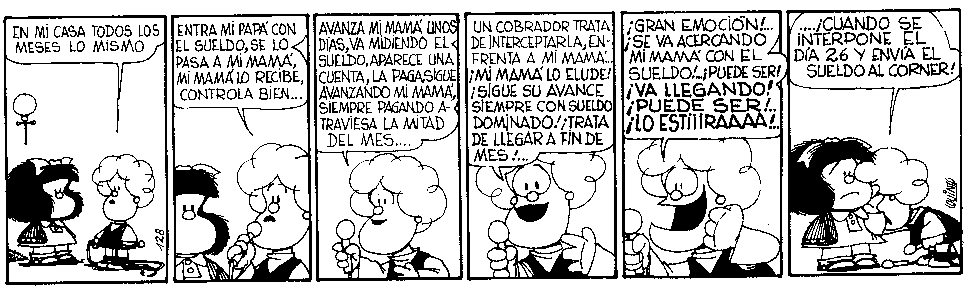 EN MI CASA TODOS LOS
MESES LO MISMO
128
ENTRA MI PAPÁ CON
EL SUELDO, SE LO
PASA A MI MAMÁ,
MI MAMÁ LO RECIBE,
CONTROLA BIEN...
AVANZA MI MAMÁ UNOS
DÍAS, VA MIDIENDO EL
SUELDO, APARECE UNA
CUENTA, LA PAGA, SIGUE
AVANZANDO MI MAMÁ,
SIEMPRE PAGANDO A-
TRAVIESA LA MITAD
DEL MES....
UN COBRADOR TRATA
DE INTERCEPTARLA, EN-
FRENTA A MI MAMÁ...
¡MI MAMÁ LO ELUDE!
¡SIGUE SU AVANCE
SIEMPRE CON SUELDO
DOMINADO! ¡TRATA
DE LLEGAR A FIN DE
MES!...
¡GRAN EMOCIÓN!...
¡SE VA ACERCANDO
MI MAMÁ CON EL
SUELDO!..¡PUEDE SER!
¡VA LLEGANDO!
¡PUEDE SER!..
¡LO ESTIIIRAAAA!
...¡CUANDO SE
INTERPONE EL
DÍA 26 Y ENVÍA EL
SUELDO AL CORNER!
QUINO